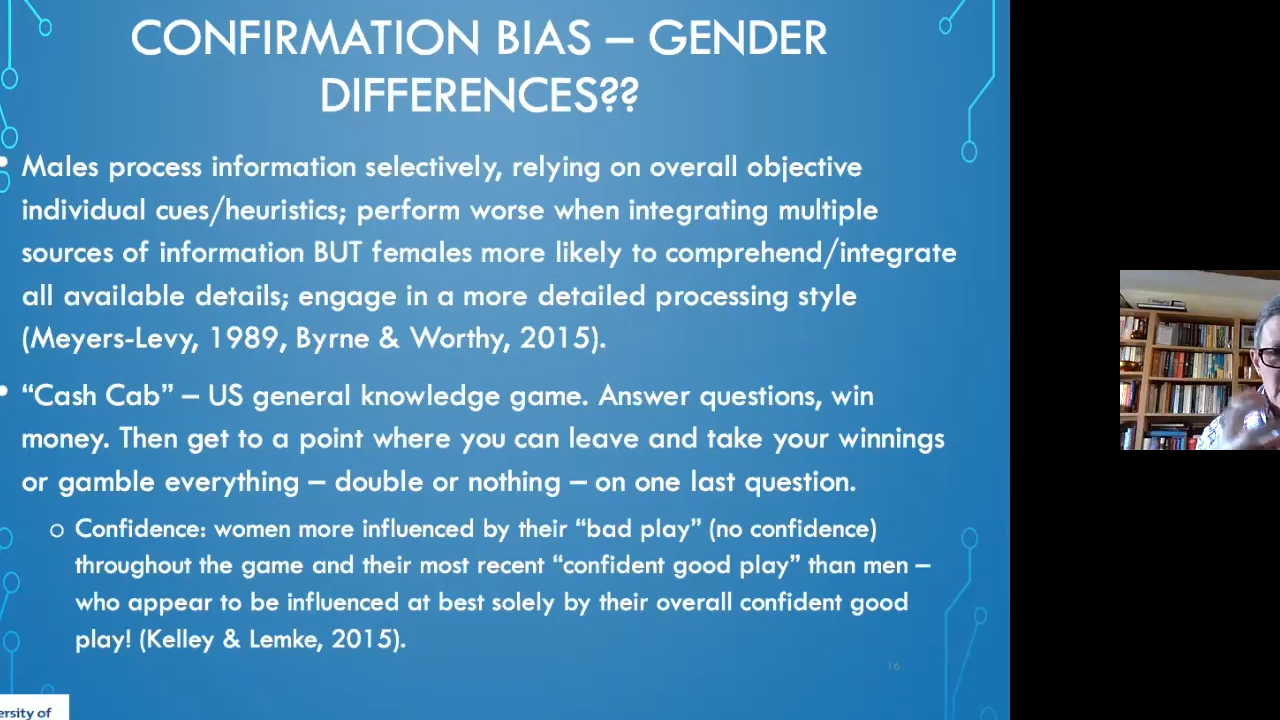 CONFIRMATION BIAS – GENDER
DIFFERENCES??
• Males process information selectively, relying on overall objective
individual cues/heuristics; perform worse when integrating multiple
sources of information BUT females more likely to comprehend/integrate
all available details; engage in a more detailed processing style
(Meyers-Levy, 1989, Byrne & Worthy, 2015).
• “Cash Cab” – US general knowledge game. Answer questions, win
money. Then get to a point where you can leave and take your winnings
or gamble everything – double or nothing – on one last question.
o Confidence: women more influenced by their “bad play” (no confidence)
throughout the game and their most recent “confident good play” than men –
who appear to be influenced at best solely by their overall confident good
play! (Kelley & Lemke, 2015).
16
ersity of